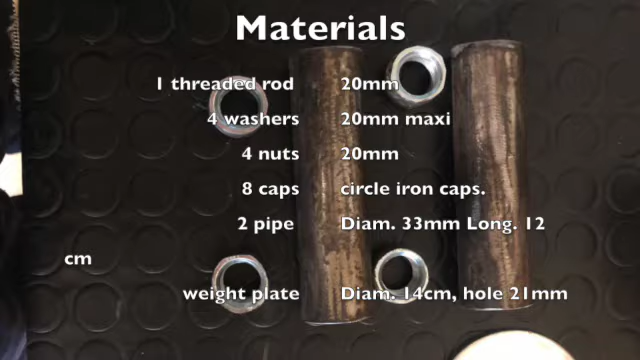 Materials
1 threaded rod 20mm
4 washers 20mm maxi
4 nuts 20mm
8 caps circle iron caps.
2 pipe Diam. 33mm Long. 12
cm
weight plate Diam. 14cm, hole 21mm